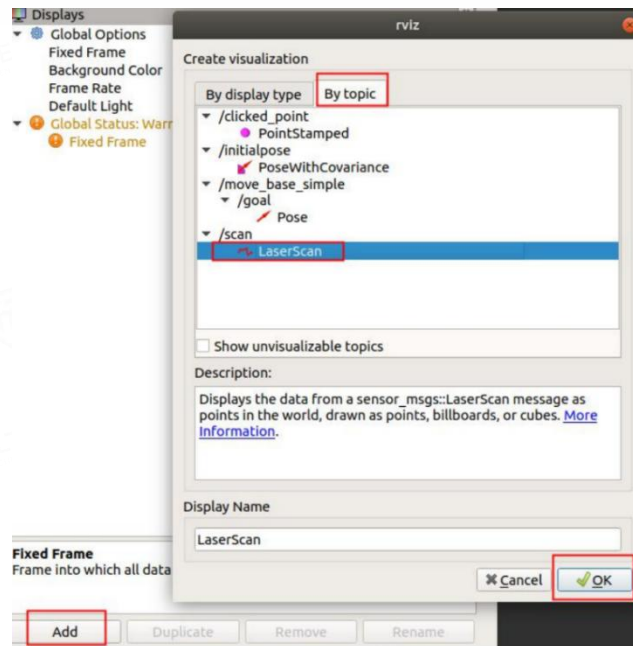 Displays
Global Options
Fixed Frame
Background Color
Frame Rate
Default Light
Global Status: Warr
Fixed Frame
Fixed Frame
Frame into which all data
Add
Duplicate
Remove
Rename
rviz
Create visualization
By display type
By topic
/clicked_point
PointStamped
/initialpose
PoseWithCovariance
/move_base_simple
/goal
Pose
/scan
LaserScan
Show unvisualizable topics
Description:
Displays the data from a sensor_msgs::LaserScan message as
points in the world, drawn as points, billboards, or cubes. More
Information.
Display Name
LaserScan
Cancel
OK